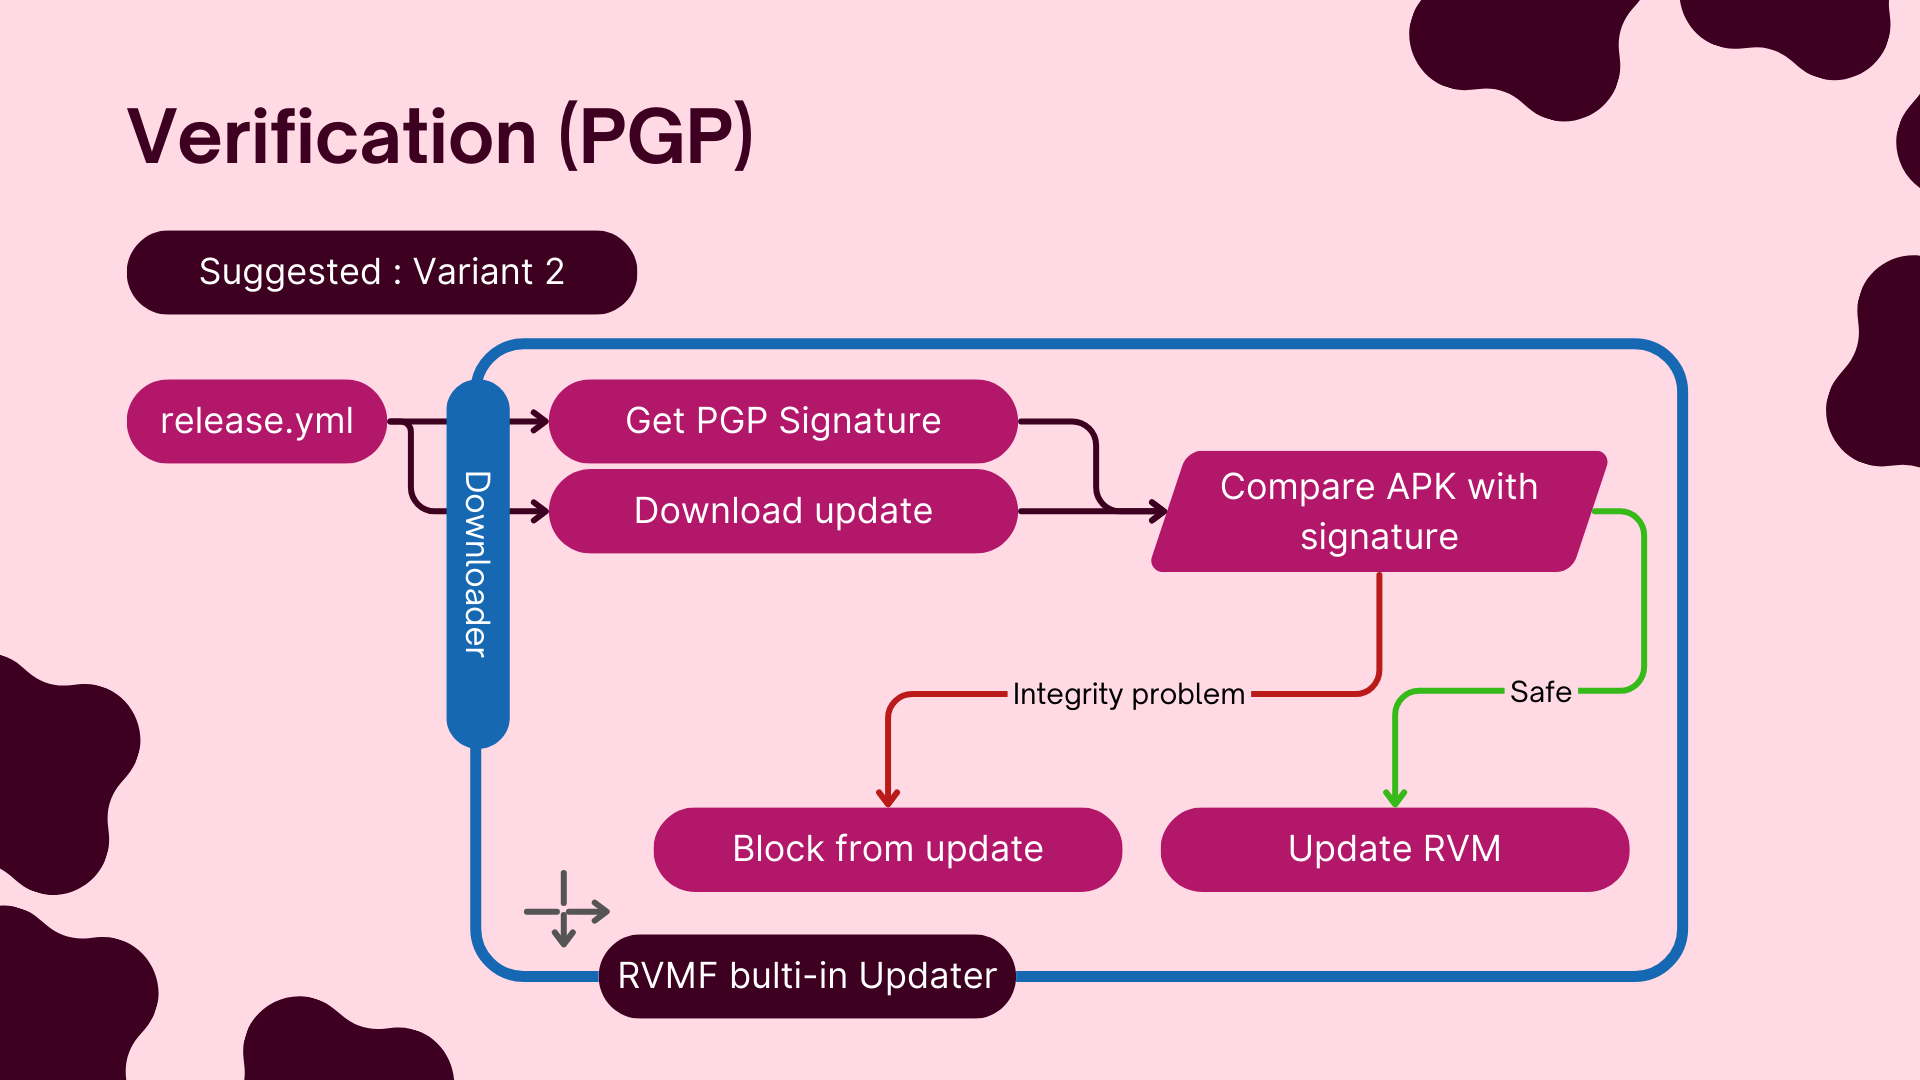 Verification (PGP)
Suggested : Variant 2
release.yml
Downloader
Get PGP Signature
Download update
Compare APK with
signature
Integrity problem
Safe
Block from update
Update RVM
RVMF bulti-in Updater